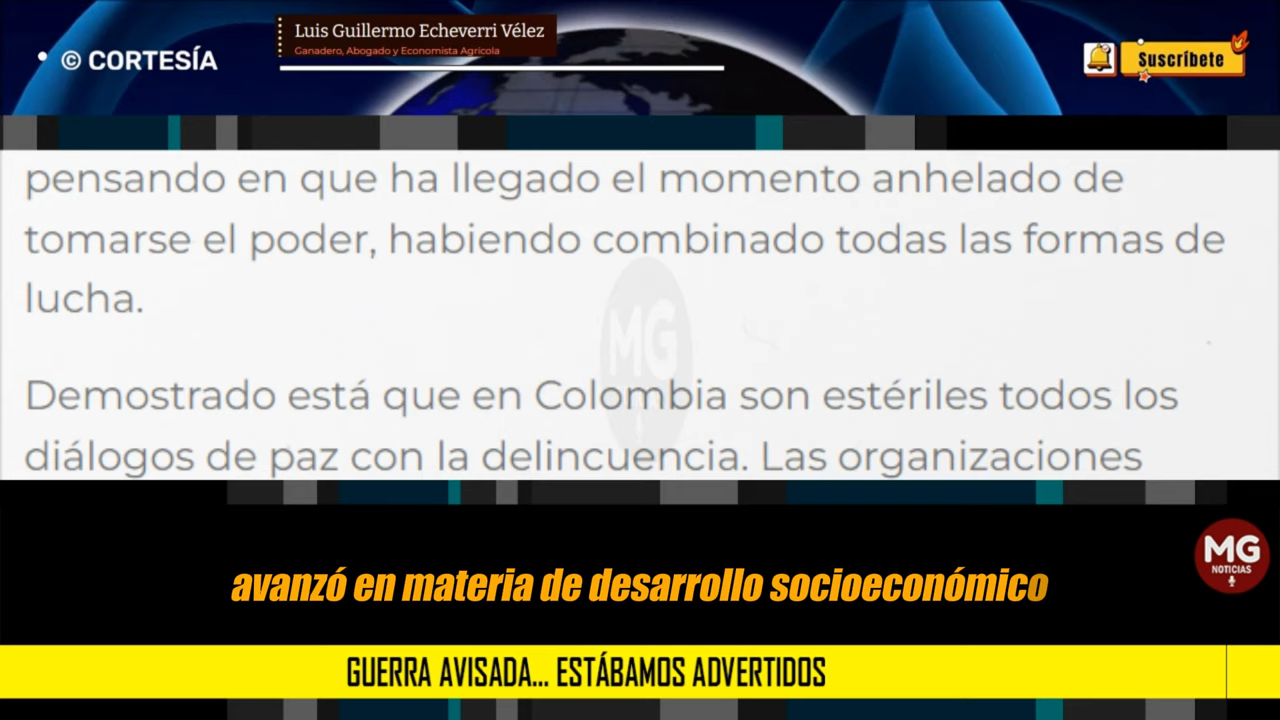 © CORTESÍA
Luis Guillermo Echeverri Vélez
Ganadero, Abogado y Economista Agrícola
Suscríbete
pensando en que ha llegado el momento anhelado de
tomarse el poder, habiendo combinado todas las formas de
lucha.
MG
Demostrado está que en Colombia son estériles todos los
diálogos de paz con la delincuencia. Las organizaciones
MG
NOTICIAS
avanzó en materia de desarrollo socioeconómico
GUERRA AVISADA... ESTÁBAMOS ADVERTIDOS